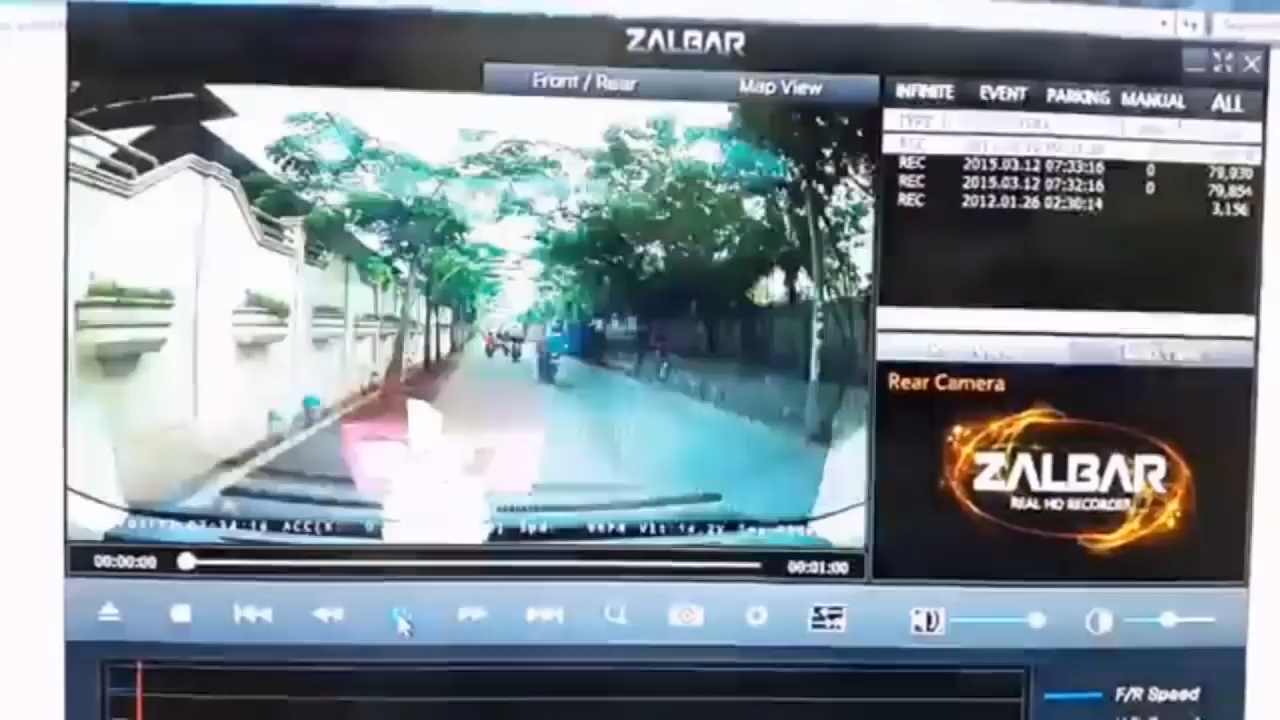 ZALBAR
Front / Rear Map View
INFINITE EVENT PARKING MANUAL ALL
REC 2015.03.12 07:33:16 0 79,030
REC 2015.03.12 07:32:16 0 79,854
REC 2012.01.26 02:30:14 3,156
Rear Camera
ZALBAR
REAL HD RECORDER
00:00:00 00:01:00
F/R Speed